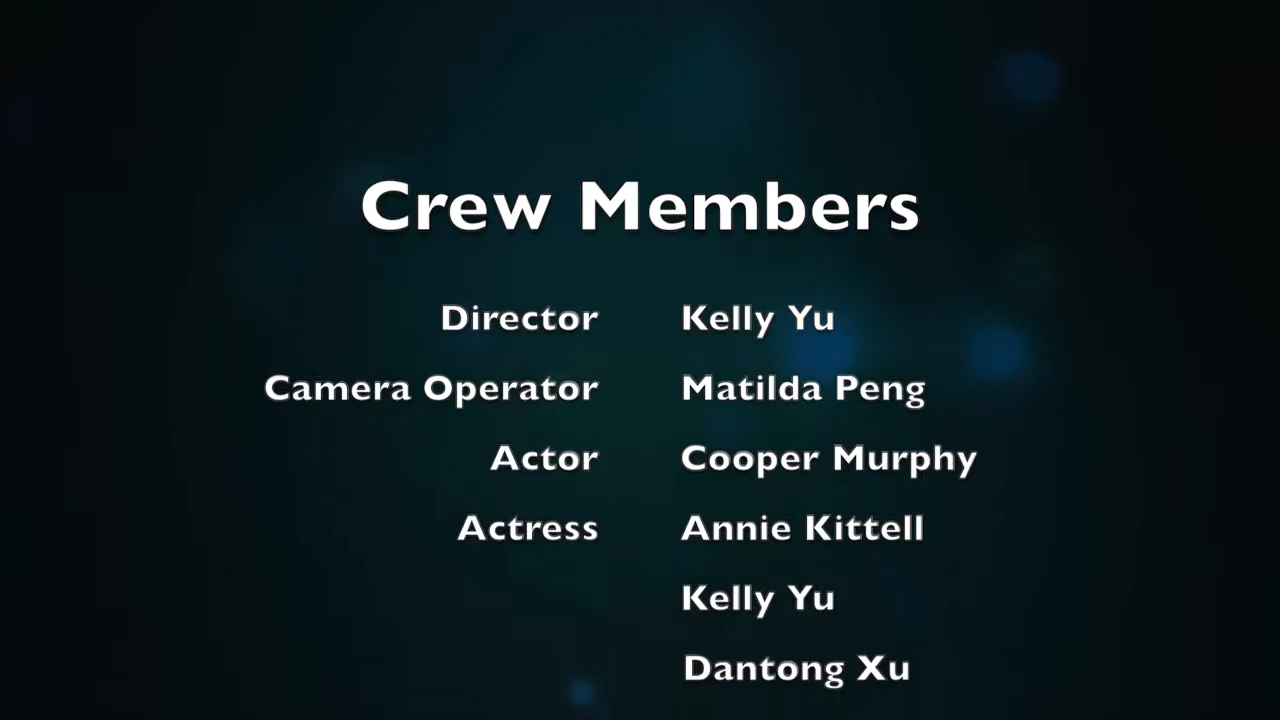 Crew Members
Director Kelly Yu
Camera Operator Matilda Peng
Actor Cooper Murphy
Actress Annie Kittell
Kelly Yu
Dantong Xu